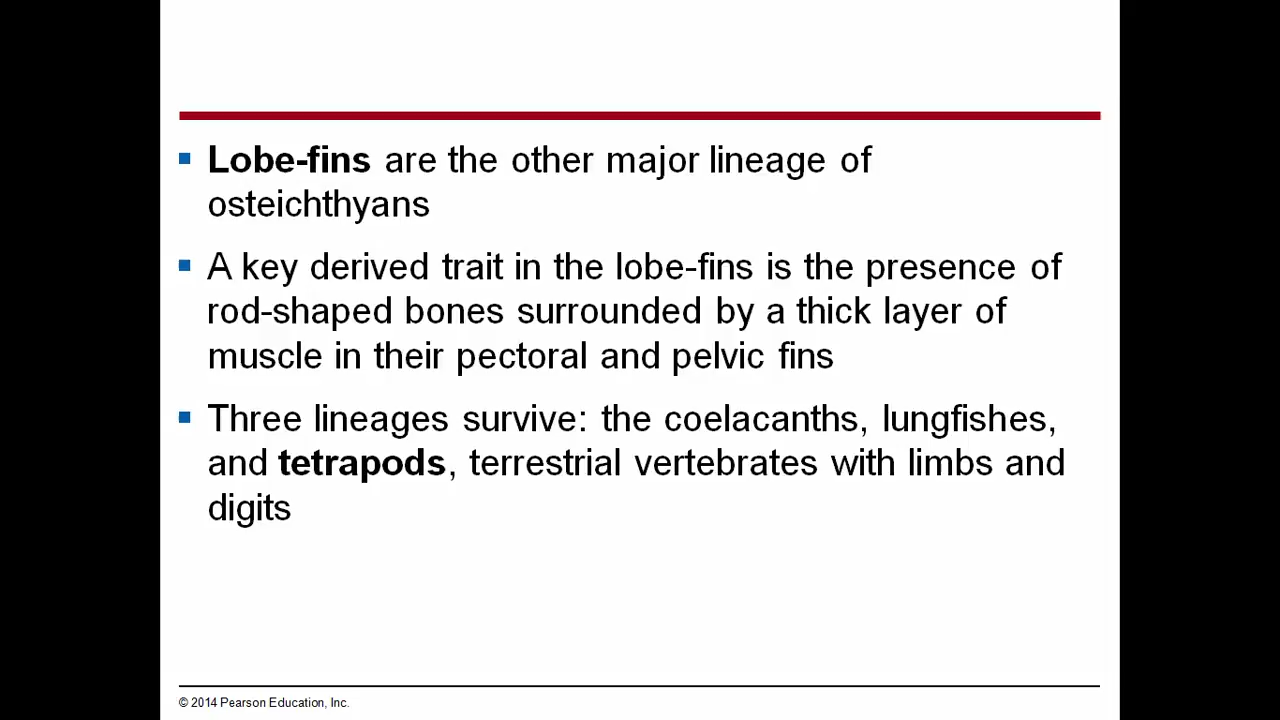 Lobe-fins are the other major lineage of
osteichthyans
A key derived trait in the lobe-fins is the presence of
rod-shaped bones surrounded by a thick layer of
muscle in their pectoral and pelvic fins
Three lineages survive: the coelacanths, lungfishes,
and tetrapods, terrestrial vertebrates with limbs and
digits
© 2014 Pearson Education, Inc.